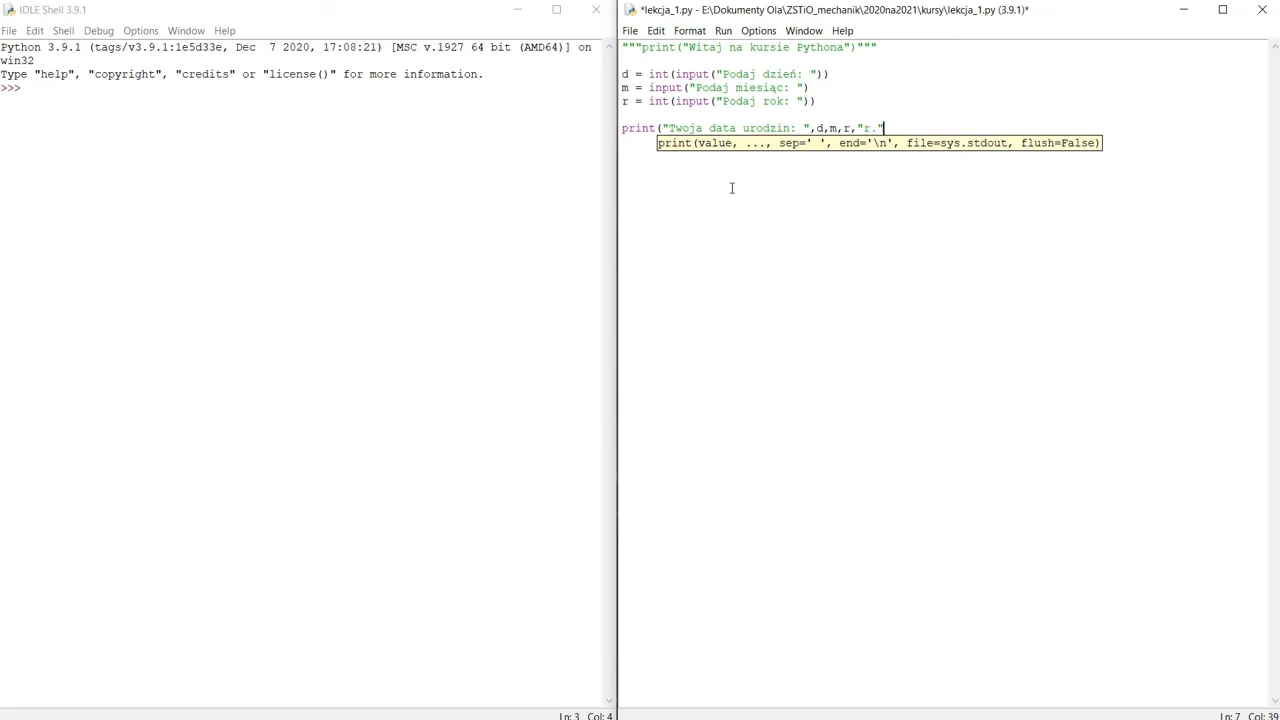 IDLE Shell 3.9.1
File Edit Shell Debug Options Window Help
Python 3.9.1 (tags/v3.9.1:1e5d33e, Dec  7 2020, 17:08:21) [MSC v.1927 64 bit (AMD64)] on
win32
Type "help", "copyright", "credits" or "license()" for more information.
>>>
Ln: 3 Col: 4
*lekcja_1.py - E:\Dokumenty Ola\ZSTiO_mechanik\2020na2021\kursy\lekcja_1.py (3.9.1)*
File Edit Format Run Options Window Help
"""print("Witaj na kursie Pythona")"""
d = int(input("Podaj dzień: "))
m = input("Podaj miesiąc: ")
r = int(input("Podaj rok: "))
print("Twoja data urodzin: ",d,m,r,"r."
print(value, ..., sep=' ', end='\n', file=sys.stdout, flush=False)
Ln: 7 Col: 39